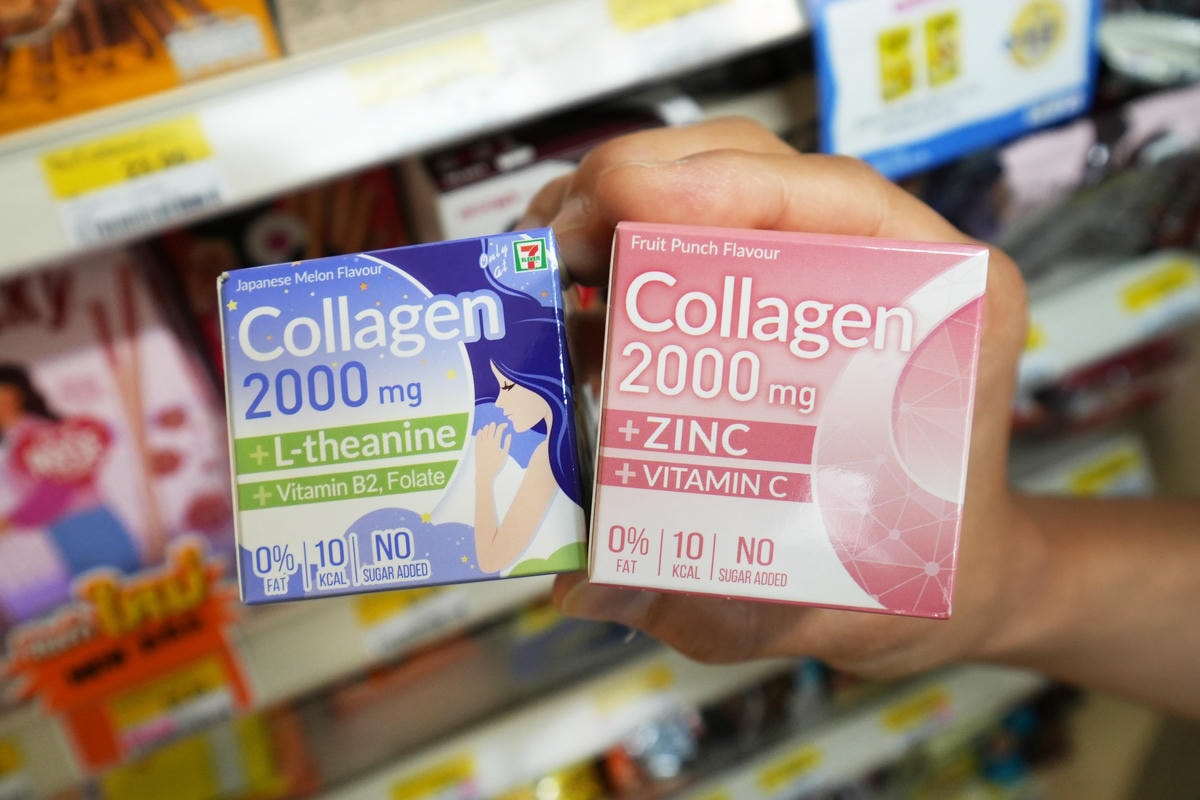 Japanese Melon Flavour
Only at
7
ELEVEN
Collagen
2000 mg
+ L-theanine
+ Vitamin B2, Folate
0% FAT
10 KCAL
NO SUGAR ADDED
Fruit Punch Flavour
Collagen
2000 mg
+ ZINC
+ VITAMIN C
0% FAT
10 KCAL
NO SUGAR ADDED